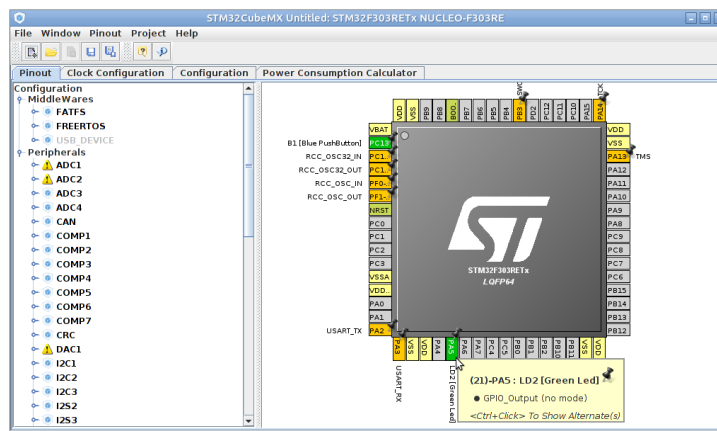 STM32CubeMX Untitled: STM32F303RETx NUCLEO-F303RE
File Window Pinout Project Help
Pinout Clock Configuration Configuration Power Consumption Calculator
Configuration
MiddleWares
FATFS
FREERTOS
USB_DEVICE
Peripherals
ADC1
ADC2
ADC3
ADC4
CAN
COMP1
COMP2
COMP3
COMP4
COMP5
COMP6
COMP7
CRC
DAC1
I2C1
I2C2
I2C3
I2S2
I2S3
SWO
TCK
VDD VSS PB9 PB8 BOO.. PB7 PB6 PB5 PB4 PB3 PD2 PC12 PC11 PC10 PA15 PA14
VBAT
B1 [Blue PushButton] PC13
RCC_OSC32_IN PC1..
RCC_OSC32_OUT PC1..
RCC_OSC_IN PF0-..
RCC_OSC_OUT PF1-..
NRST
PC0
PC1
PC2
PC3
VSSA
VDD..
PA0
PA1
USART_TX PA2
STM32F303RETx
LQFP64
VDD
VSS
PA13 TMS
PA12
PA11
PA10
PA9
PA8
PC9
PC8
PC7
PC6
PB15
PB14
PB13
PB12
PA3 VSS VDD PA4 PA5 PA6 PA7 PC4 PC5 PB0 PB1 PB2 PB10 PB11 VSS VDD
USART_RX
LD2 [Green Led]
(21)-PA5 : LD2 [Green Led]
● GPIO_Output (no mode)
<Ctrl+Click> To Show Alternate(s)